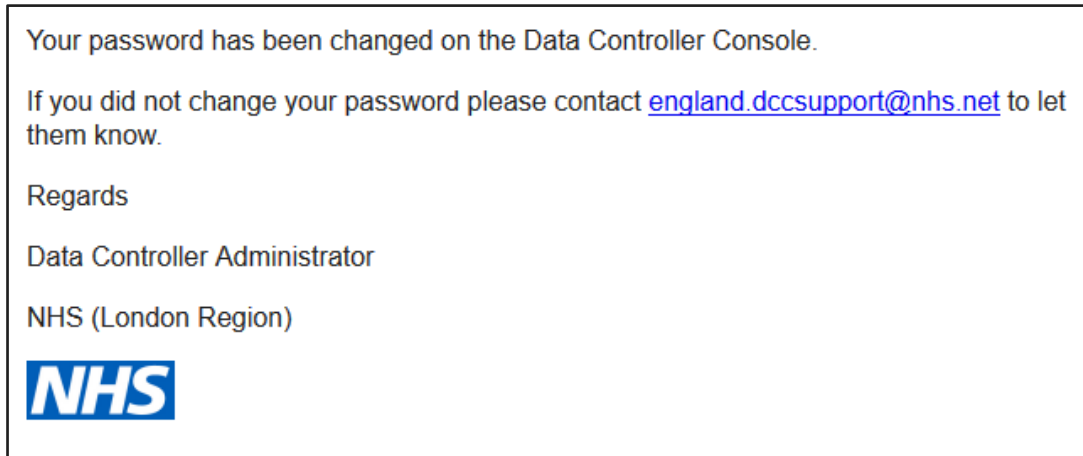 Your password has been changed on the Data Controller Console.
If you did not change your password please contact england.dccsupport@nhs.net to let
them know.
Regards
Data Controller Administrator
NHS (London Region)
NHS